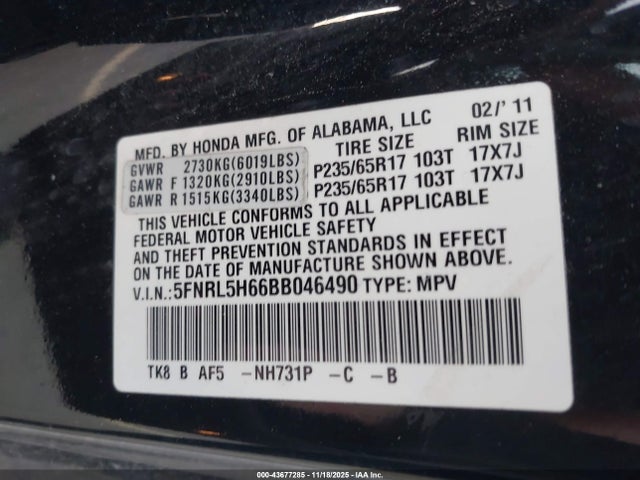 MFD. BY HONDA MFG. OF ALABAMA, LLC 02/' 11
TIRE SIZE RIM SIZE
GVWR 2730KG(6019LBS)
GAWR F 1320KG(2910LBS) P235/65R17 103T 17X7J
GAWR R 1515KG(3340LBS) P235/65R17 103T 17X7J
THIS VEHICLE CONFORMS TO ALL APPLICABLE
FEDERAL MOTOR VEHICLE SAFETY
AND THEFT PREVENTION STANDARDS IN EFFECT
ON THE DATE OF MANUFACTURE SHOWN ABOVE.
V.I.N.:5FNRL5H66BB046490 TYPE: MPV
TK8 B AF5 -NH731P -C -B
000-43677285 - 11/18/2025 - IAA, Inc.